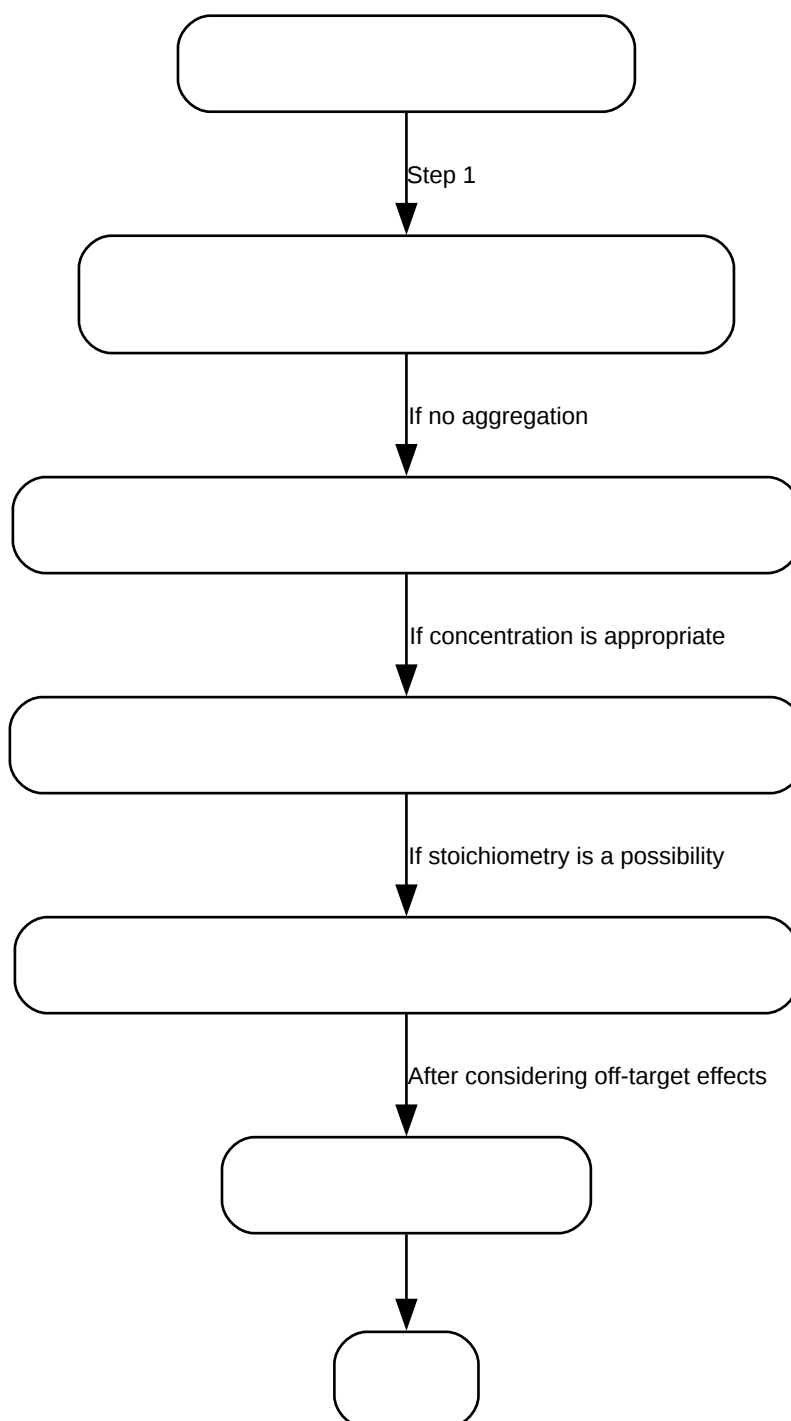 Step 1
If no aggregation
If concentration is appropriate
If stoichiometry is a possibility
After considering off-target effects